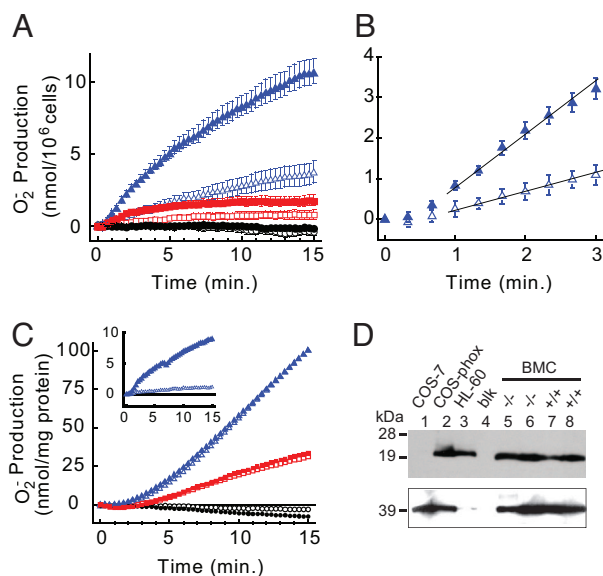 A
B
O2- Production
(nmol/10^6 cells)
10
5
0
0 5 10 15
Time (min.)
4
3
2
1
0
0 1 2 3
Time (min.)
C
D
O2- Production
(nmol/mg protein)
100
75
50
25
0
0 5 10 15
Time (min.)
10
5
0
0 5 10 15
COS-7
COS-phox
HL-60
blk
BMC
-/- -/- +/+ +/+
kDa 1 2 3 4 5 6 7 8
28
19
39